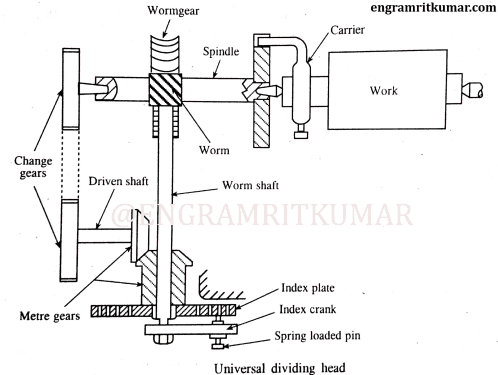 engramritkumar.com
Wormgear
Carrier
Spindle
Work
Worm
Change
gears
Driven shaft
Worm shaft
@ENGRAMRITKUMAR
Metre gears
Index plate
Index crank
Spring loaded pin
Universal dividing head